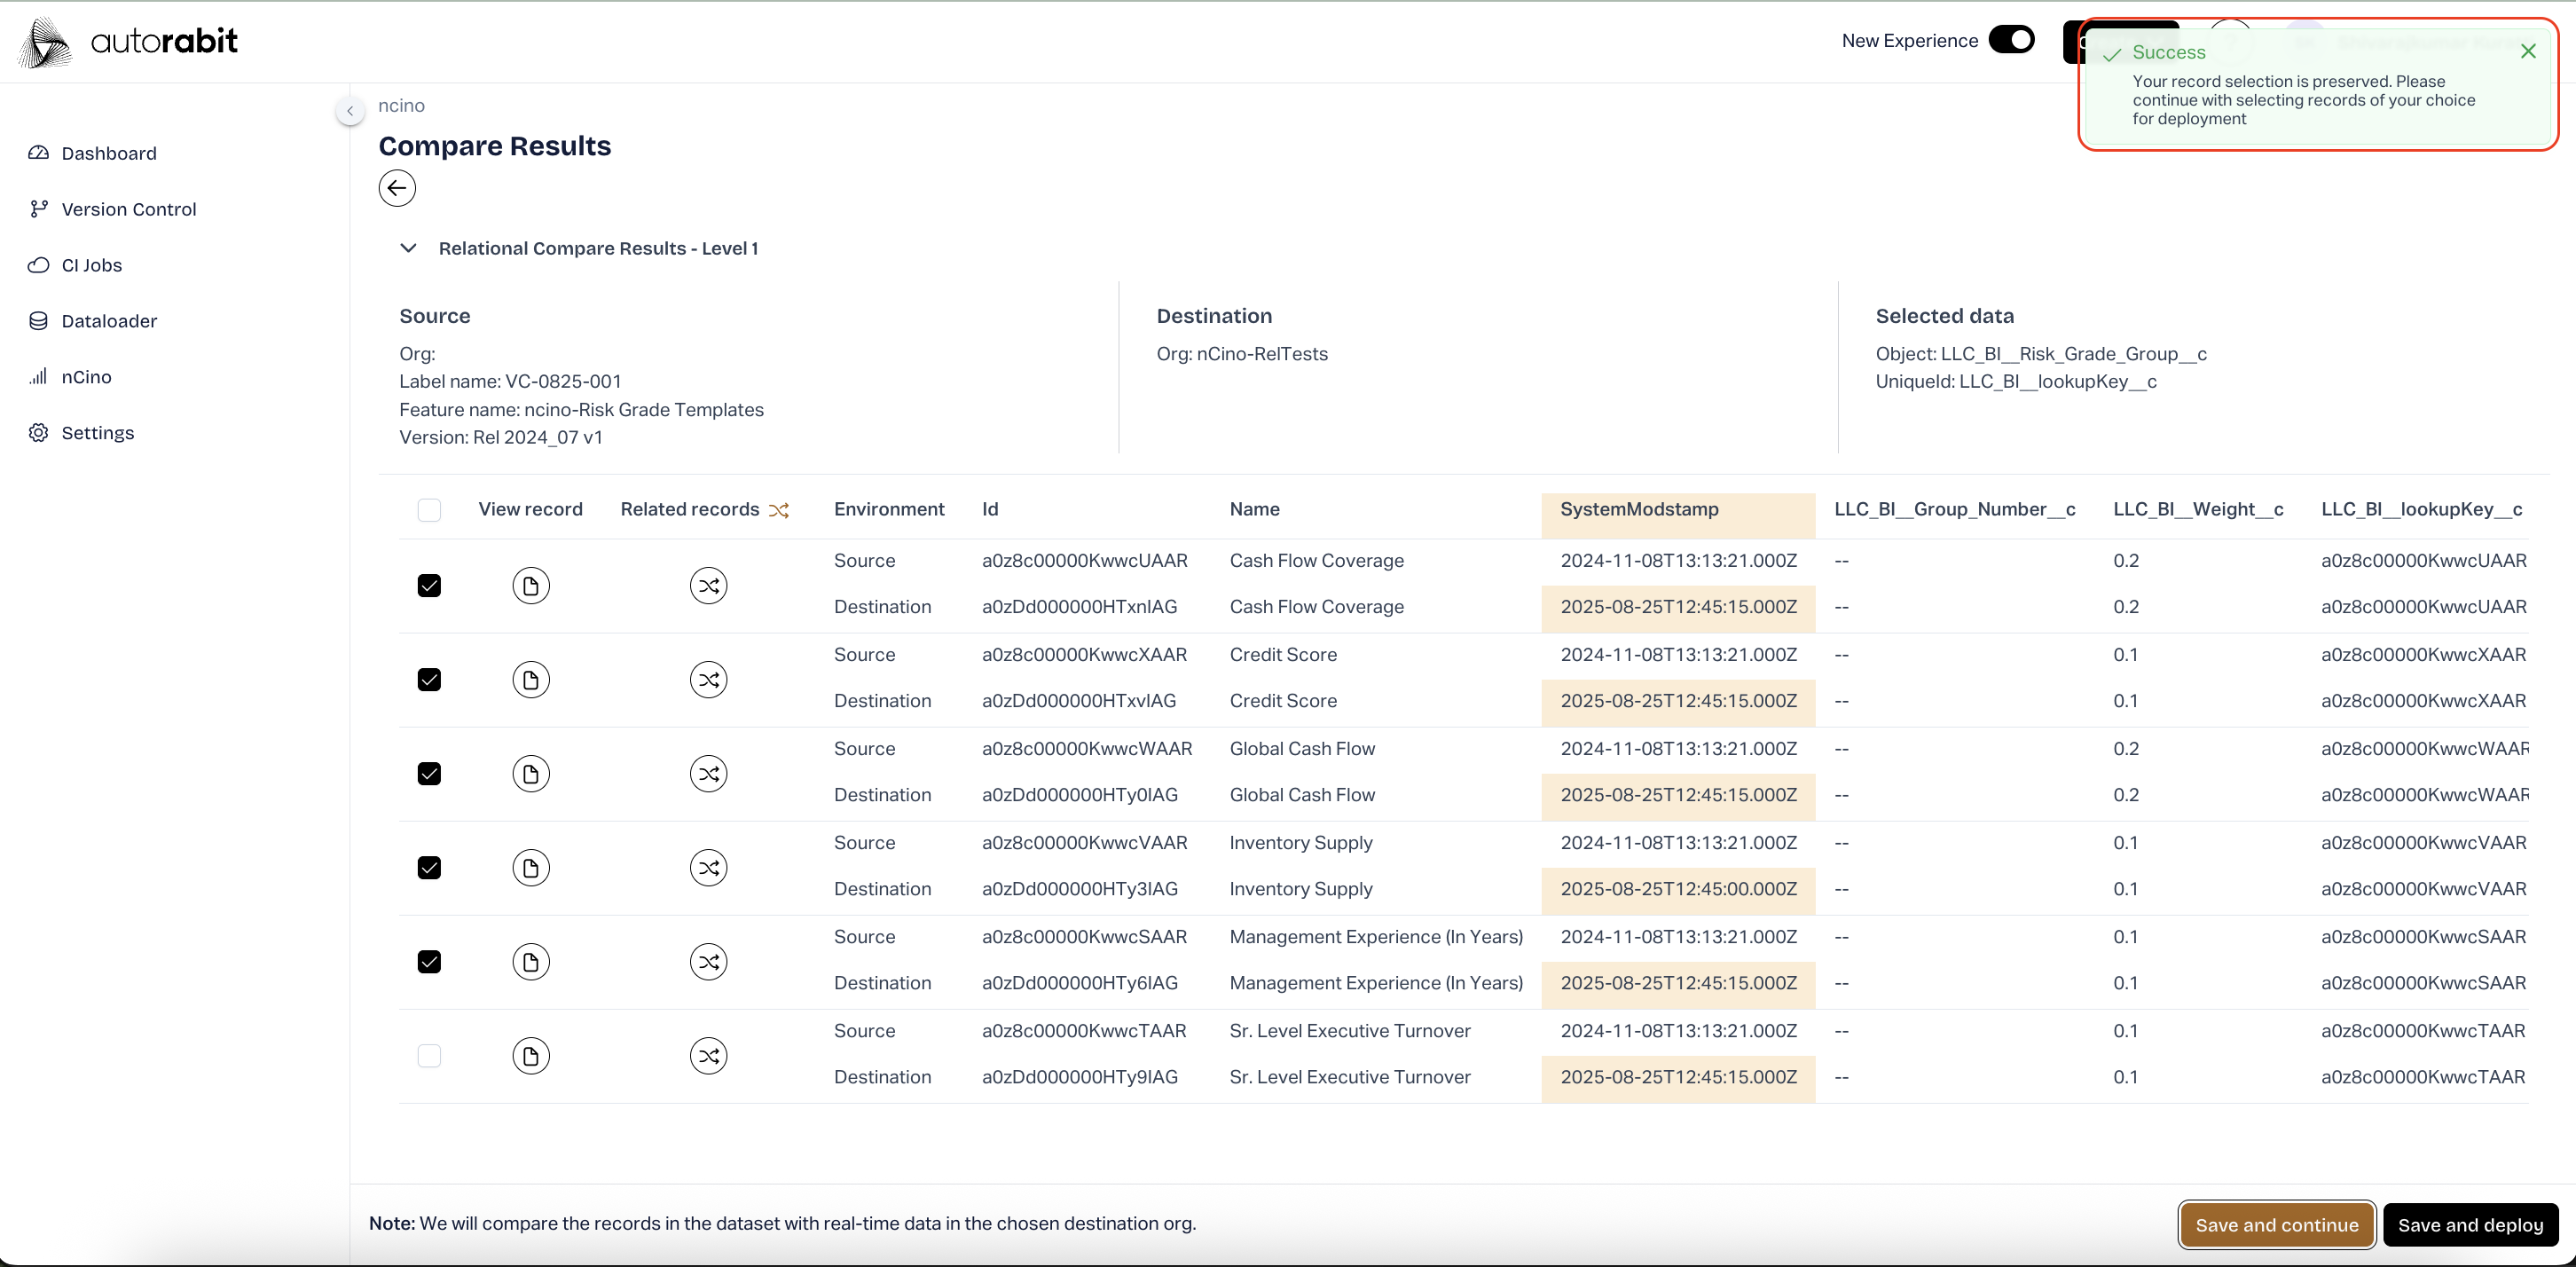 autorabit
New Experience
Success
Your record selection is preserved. Please
continue with selecting records of your choice
for deployment
Dashboard
Version Control
CI Jobs
Dataloader
nCino
Settings
ncino
Compare Results
Relational Compare Results - Level 1
Source
Org:
Label name: VC-0825-001
Feature name: ncino-Risk Grade Templates
Version: Rel 2024_07 v1
Destination
Org: nCino-RelTests
Selected data
Object: LLC_BI__Risk_Grade_Group__c
UniqueId: LLC_BI__lookupKey__c
View record Related records Environment Id Name SystemModstamp LLC_BI__Group_Number__c LLC_BI__Weight__c LLC_BI__lookupKey__c
Source a0z8c00000KwwcUAAR Cash Flow Coverage 2024-11-08T13:13:21.000Z -- 0.2 a0z8c00000KwwcUAAR
Destination a0zDd000000HTxnIAG Cash Flow Coverage 2025-08-25T12:45:15.000Z -- 0.2 a0z8c00000KwwcUAAR
Source a0z8c00000KwwcXAAR Credit Score 2024-11-08T13:13:21.000Z -- 0.1 a0z8c00000KwwcXAAR
Destination a0zDd000000HTxvIAG Credit Score 2025-08-25T12:45:15.000Z -- 0.1 a0z8c00000KwwcXAAR
Source a0z8c00000KwwcWAAR Global Cash Flow 2024-11-08T13:13:21.000Z -- 0.2 a0z8c00000KwwcWAAR
Destination a0zDd000000HTy0IAG Global Cash Flow 2025-08-25T12:45:15.000Z -- 0.2 a0z8c00000KwwcWAAR
Source a0z8c00000KwwcVAAR Inventory Supply 2024-11-08T13:13:21.000Z -- 0.1 a0z8c00000KwwcVAAR
Destination a0zDd000000HTy3IAG Inventory Supply 2025-08-25T12:45:00.000Z -- 0.1 a0z8c00000KwwcVAAR
Source a0z8c00000KwwcSAAR Management Experience (In Years) 2024-11-08T13:13:21.000Z -- 0.1 a0z8c00000KwwcSAAR
Destination a0zDd000000HTy6IAG Management Experience (In Years) 2025-08-25T12:45:15.000Z -- 0.1 a0z8c00000KwwcSAAR
Source a0z8c00000KwwcTAAR Sr. Level Executive Turnover 2024-11-08T13:13:21.000Z -- 0.1 a0z8c00000KwwcTAAR
Destination a0zDd000000HTy9IAG Sr. Level Executive Turnover 2025-08-25T12:45:15.000Z -- 0.1 a0z8c00000KwwcTAAR
Note: We will compare the records in the dataset with real-time data in the chosen destination org.
Save and continue
Save and deploy